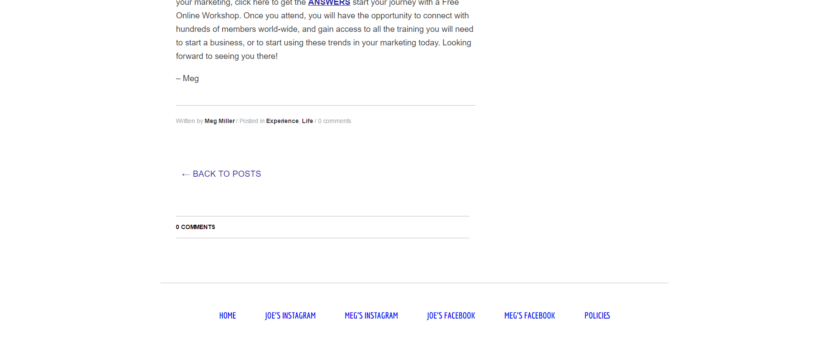 your marketing, click here to get the ANSWERS start your journey with a Free
Online Workshop. Once you attend, you will have the opportunity to connect with
hundreds of members world-wide, and gain access to all the training you will need
to start a business, or to start using these trends in your marketing today. Looking
forward to seeing you there!
– Meg
Written by Meg Miller / Posted in Experience, Life / 0 comments
← BACK TO POSTS
0 COMMENTS
HOME JOE'S INSTAGRAM MEG'S INSTAGRAM JOE'S FACEBOOK MEG'S FACEBOOK POLICIES